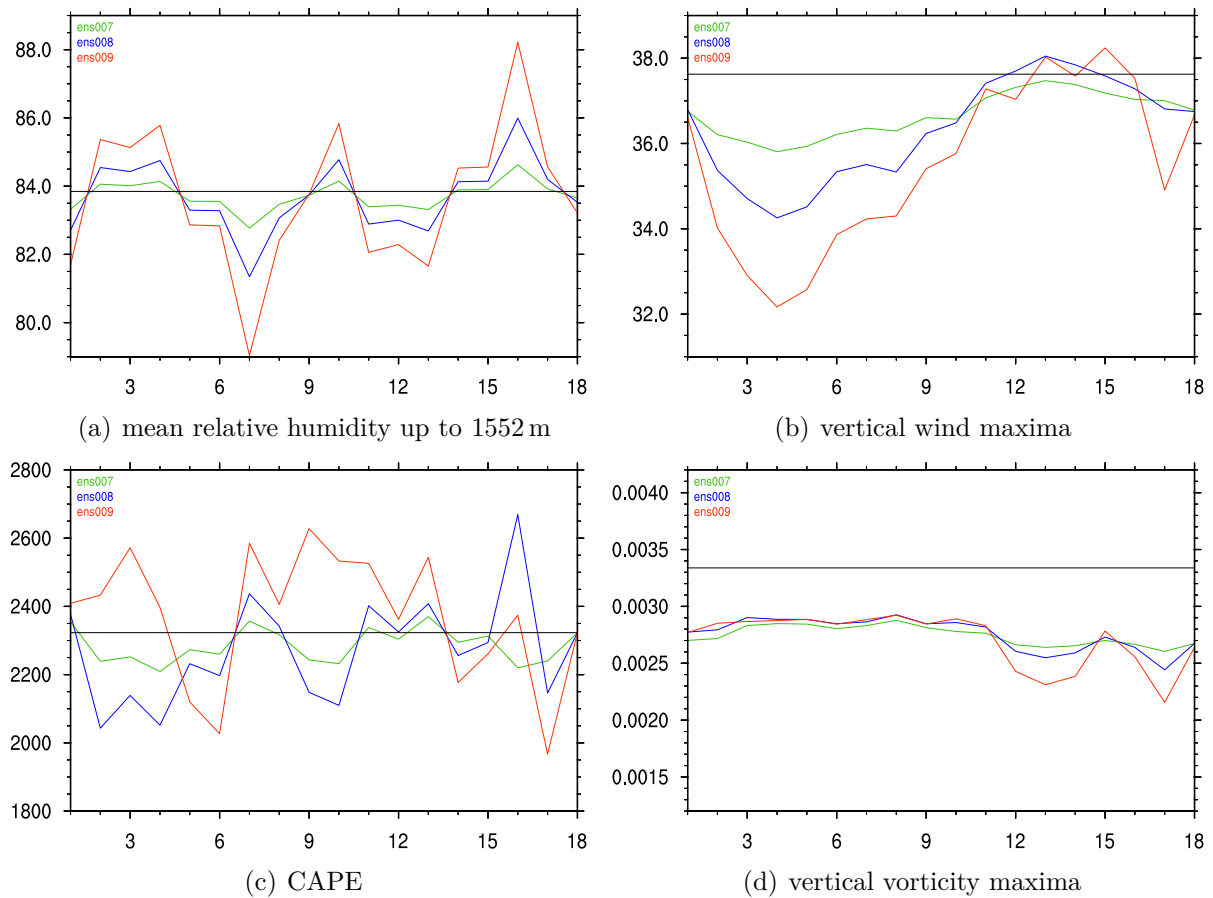 88.0
86.0
84.0
82.0
80.0
ens007
ens008
ens009
3 6 9 12 15 18
(a) mean relative humidity up to 1552 m
38.0
36.0
34.0
32.0
ens007
ens008
ens009
3 6 9 12 15 18
(b) vertical wind maxima
2800
2600
2400
2200
2000
1800
ens007
ens008
ens009
3 6 9 12 15 18
(c) CAPE
0.0040
0.0035
0.0030
0.0025
0.0020
0.0015
ens007
ens008
ens009
3 6 9 12 15 18
(d) vertical vorticity maxima